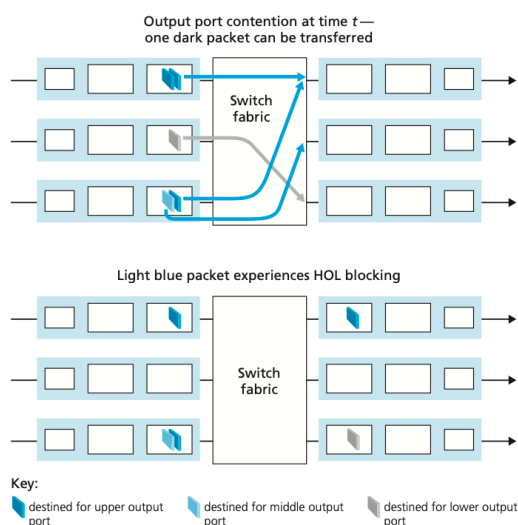 Output port contention at time t—
one dark packet can be transferred
Switch
fabric
Light blue packet experiences HOL blocking
Switch
fabric
Key:
destined for upper output
port
destined for middle output
port
destined for lower output
port